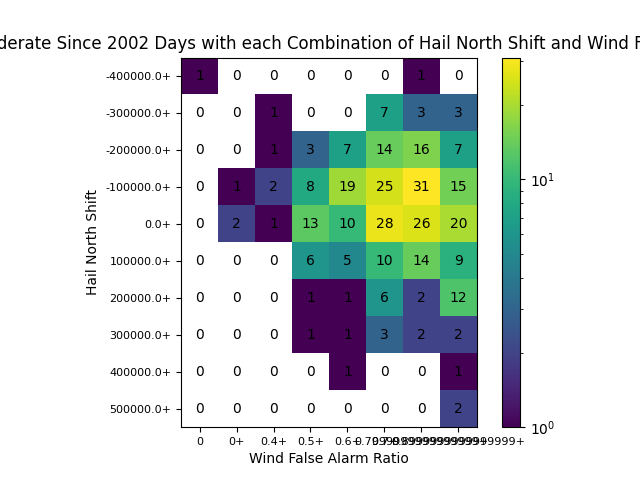 derate Since 2002 Days with each Combination of Hail North Shift and Wind F
Hail North Shift
-400000.0+ 1 0 0 0 0 0 1 0
-300000.0+ 0 0 1 0 0 7 3 3
-200000.0+ 0 0 1 3 7 14 16 7
-100000.0+ 0 1 2 8 19 25 31 15
0.0+ 0 2 1 13 10 28 26 20
100000.0+ 0 0 0 6 5 10 14 9
200000.0+ 0 0 0 1 1 6 2 12
300000.0+ 0 0 0 1 1 3 2 2
400000.0+ 0 0 0 0 1 0 0 1
500000.0+ 0 0 0 0 0 0 0 2
0 0+ 0.4+ 0.5+ 0.6+
Wind False Alarm Ratio
10¹
10⁰